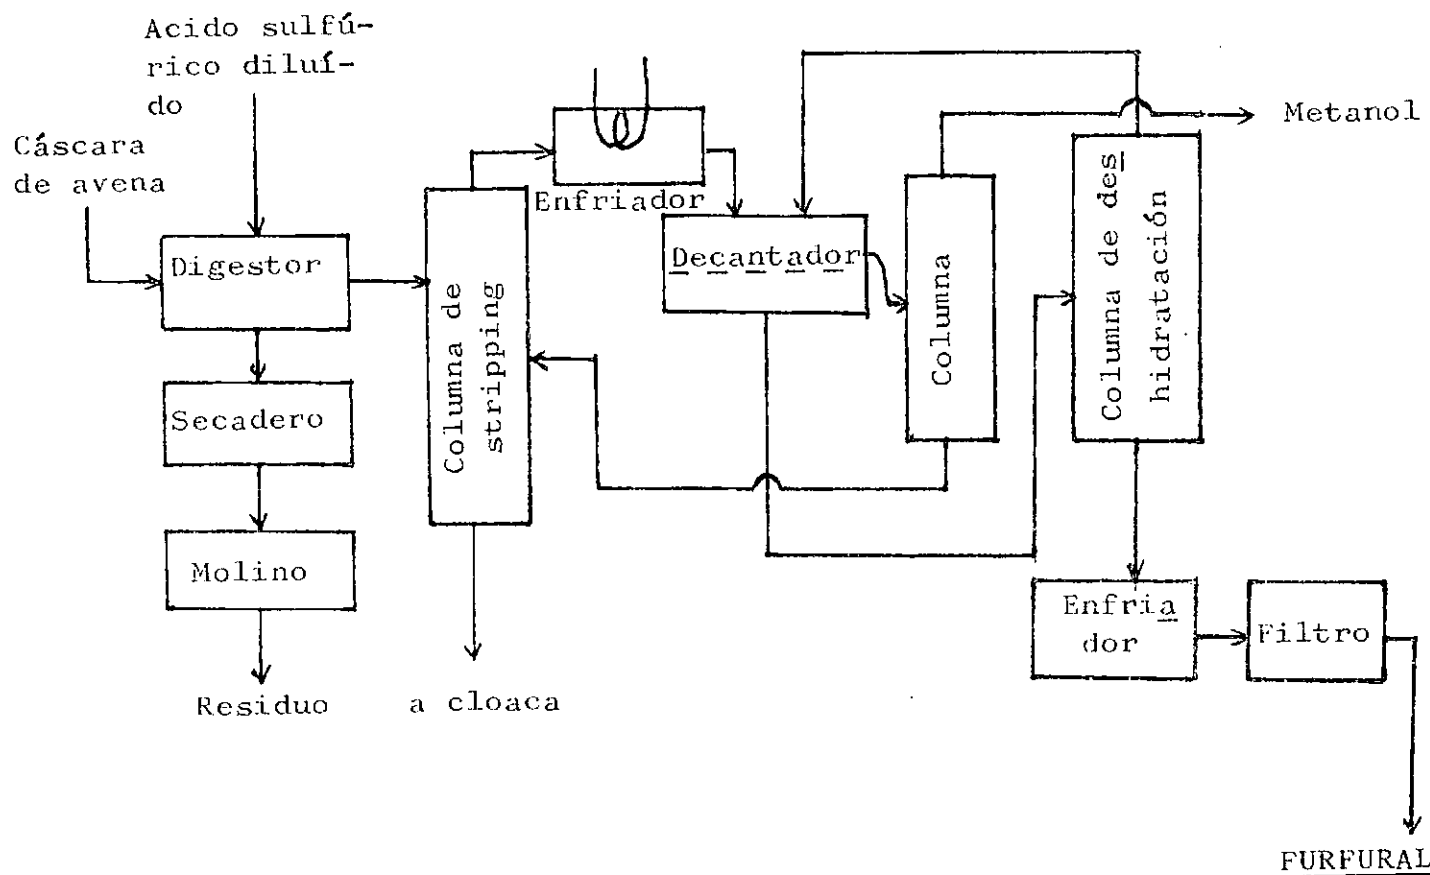 Acido sulfú-
rico diluí-
do
Cáscara
de avena
Metanol
Enfriador
Digestor
Decantador
Columna de
stripping
Columna
Columna de des
hidratación
Secadero
Molino
Enfria
dor
Filtro
Residuo
a cloaca
FURFURAL